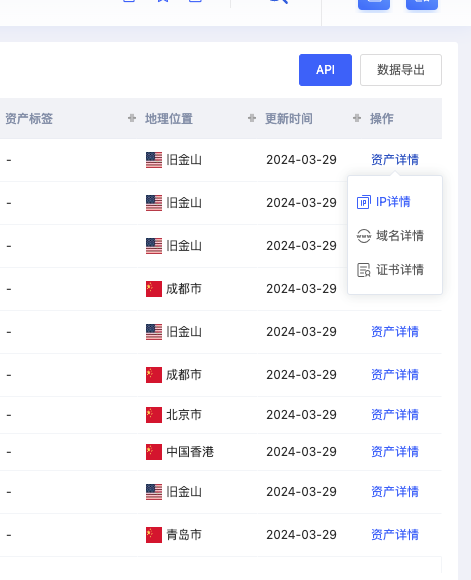 API 数据导出
资产标签 地理位置 更新时间 操作
- 旧金山 2024-03-29 资产详情
- 旧金山 2024-03-29
IP详情
- 旧金山 2024-03-29
域名详情
- 成都市 2024-03-29
证书详情
- 旧金山 2024-03-29 资产详情
- 成都市 2024-03-29 资产详情
- 北京市 2024-03-29 资产详情
- 中国香港 2024-03-29 资产详情
- 旧金山 2024-03-29 资产详情
- 青岛市 2024-03-29 资产详情